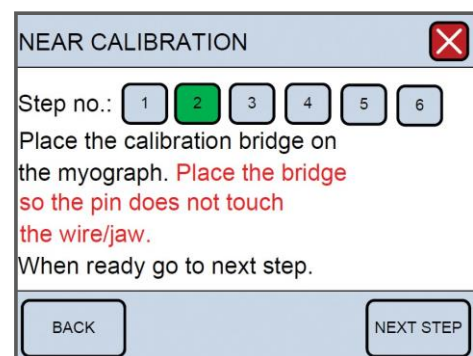 NEAR CALIBRATION
Step no.: 1 2 3 4 5 6
Place the calibration bridge on
the myograph. Place the bridge
so the pin does not touch
the wire/jaw.
When ready go to next step.
BACK NEXT STEP